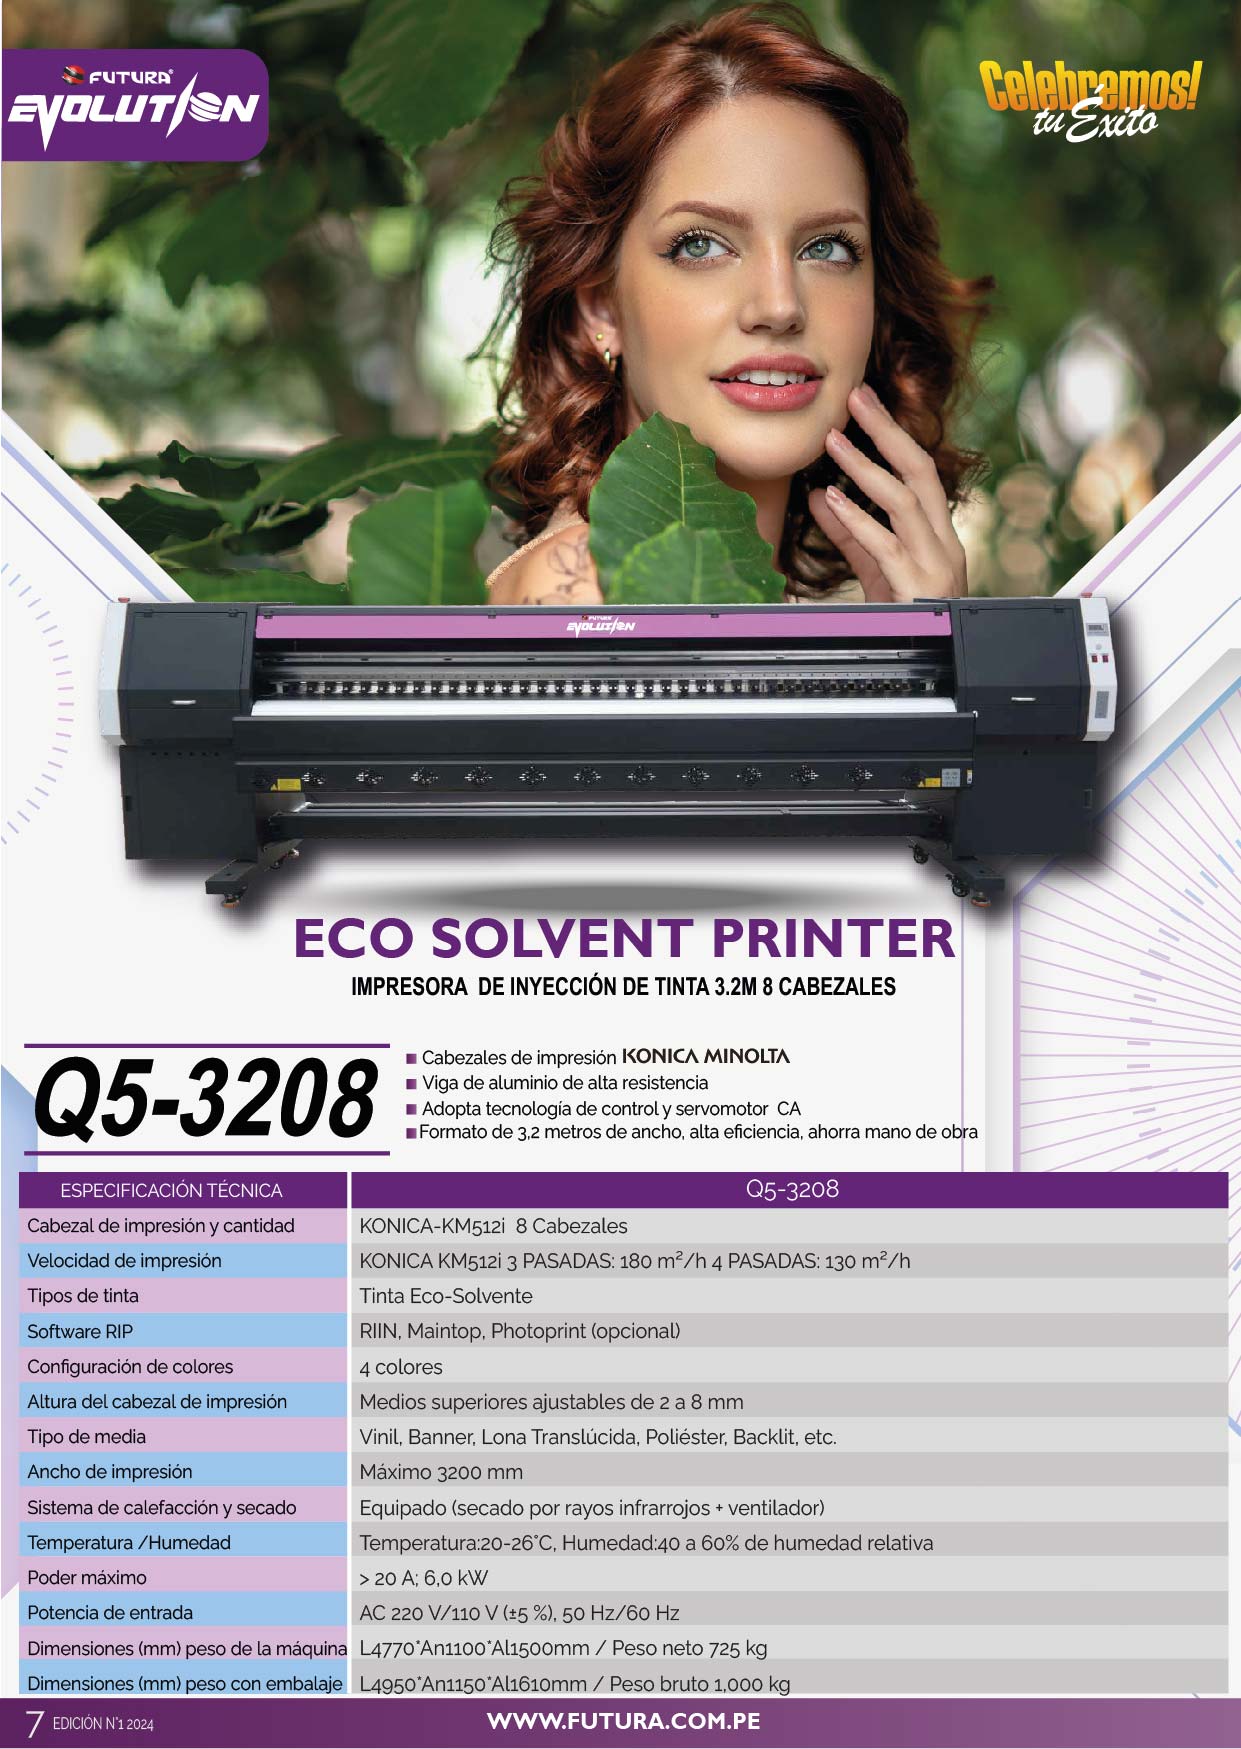 FUTURA®
EVOLUTION
Celebremos!
tu Éxito
FUTURA
EVOLUTION
ECO SOLVENT PRINTER
IMPRESORA DE INYECCIÓN DE TINTA 3.2M 8 CABEZALES
Q5-3208
Cabezales de impresión KONICA MINOLTA
Viga de aluminio de alta resistencia
Adopta tecnología de control y servomotor CA
Formato de 3,2 metros de ancho, alta eficiencia, ahorra mano de obra
ESPECIFICACIÓN TÉCNICA Q5-3208
Cabezal de impresión y cantidad KONICA-KM512i 8 Cabezales
Velocidad de impresión KONICA KM512i 3 PASADAS: 180 m²/h 4 PASADAS: 130 m²/h
Tipos de tinta Tinta Eco-Solvente
Software RIP RIIN, Maintop, Photoprint (opcional)
Configuración de colores 4 colores
Altura del cabezal de impresión Medios superiores ajustables de 2 a 8 mm
Tipo de media Vinil, Banner, Lona Translúcida, Poliéster, Backlit, etc.
Ancho de impresión Máximo 3200 mm
Sistema de calefacción y secado Equipado (secado por rayos infrarrojos + ventilador)
Temperatura /Humedad Temperatura:20-26°C, Humedad:40 a 60% de humedad relativa
Poder máximo > 20 A; 6,0 kW
Potencia de entrada AC 220 V/110 V (±5 %), 50 Hz/60 Hz
Dimensiones (mm) peso de la máquina L4770*An1100*Al1500mm / Peso neto 725 kg
Dimensiones (mm) peso con embalaje L4950*An1150*Al1610mm / Peso bruto 1,000 kg
7 EDICIÓN N°1 2024 WWW.FUTURA.COM.PE